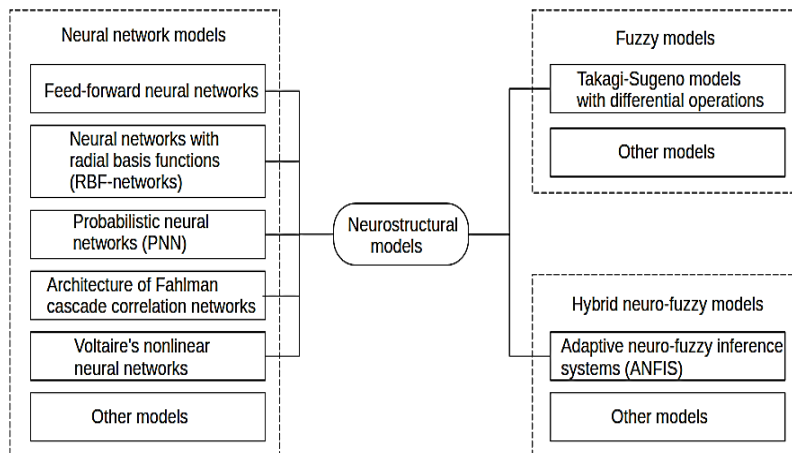 Neural network models
Feed-forward neural networks
Neural networks with
radial basis functions
(RBF-networks)
Probabilistic neural
networks (PNN)
Architecture of Fahlman
cascade correlation networks
Voltaire's nonlinear
neural networks
Other models
Neurostructural
models
Fuzzy models
Takagi-Sugeno models
with differential operations
Other models
Hybrid neuro-fuzzy models
Adaptive neuro-fuzzy inference
systems (ANFIS)
Other models